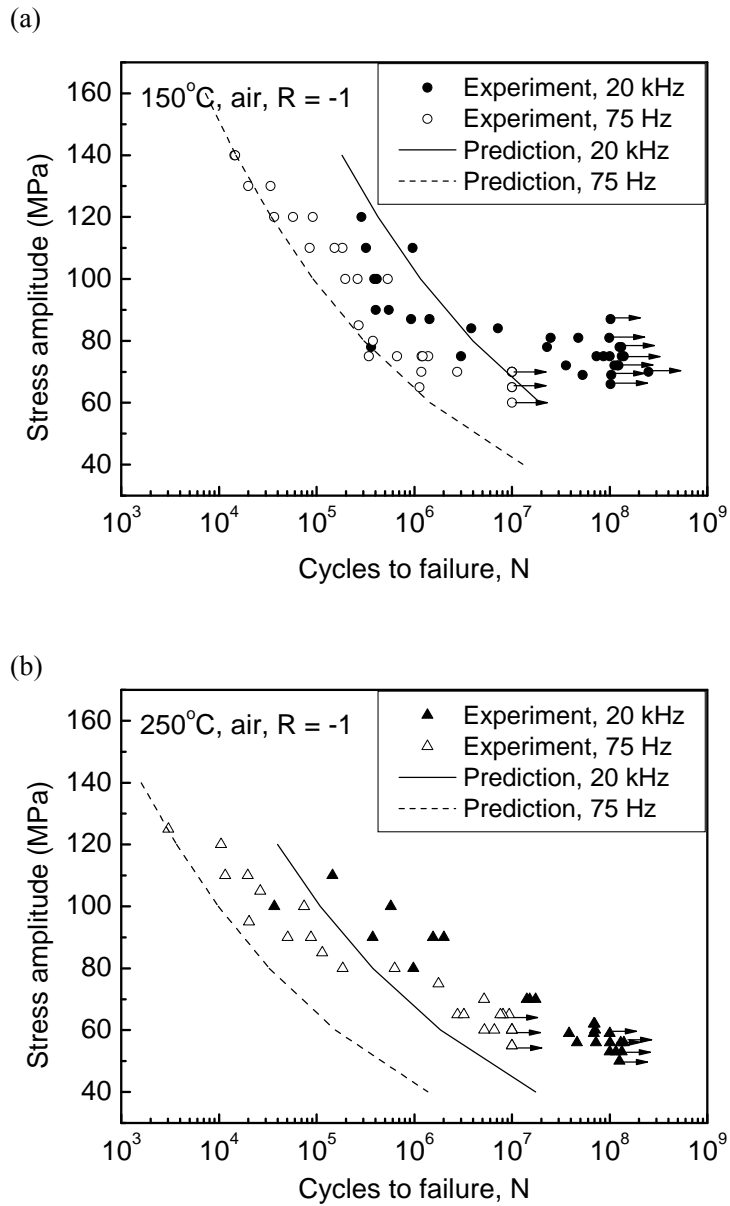 (a)
160
140
120
100
80
60
40
Stress amplitude (MPa)
150°C, air, R = -1
Experiment, 20 kHz
Experiment, 75 Hz
Prediction, 20 kHz
Prediction, 75 Hz
10³ 10⁴ 10⁵ 10⁶ 10⁷ 10⁸ 10⁹
Cycles to failure, N
(b)
160
140
120
100
80
60
40
Stress amplitude (MPa)
250°C, air, R = -1
Experiment, 20 kHz
Experiment, 75 Hz
Prediction, 20 kHz
Prediction, 75 Hz
10³ 10⁴ 10⁵ 10⁶ 10⁷ 10⁸ 10⁹
Cycles to failure, N